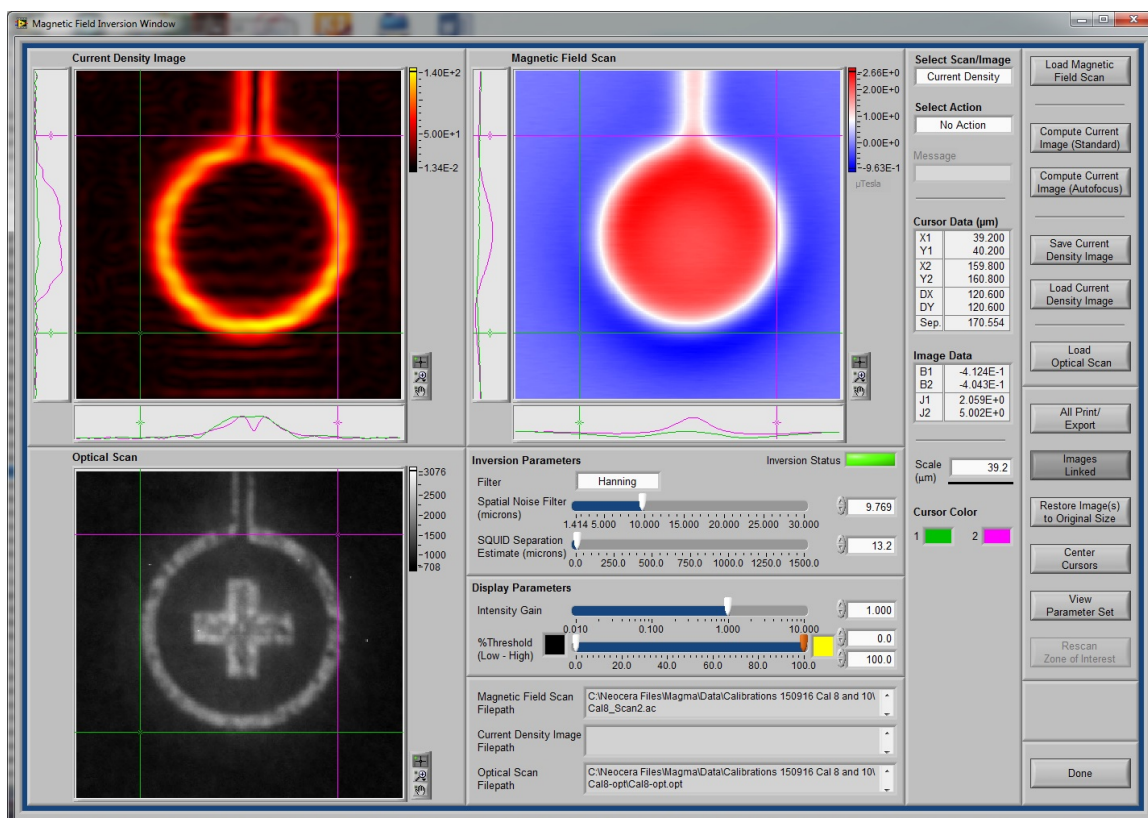 Magnetic Field Inversion Window
Current Density Image
1.40E+2
5.00E+1
1.34E-2
Magnetic Field Scan
2.66E+0
2.00E+0
1.00E+0
0.00E+0
-9.63E-1
µTesla
Select Scan/Image
Current Density
Select Action
No Action
Message
Cursor Data (µm)
X1 39.200
Y1 40.200
X2 159.800
Y2 160.800
DX 120.600
DY 120.600
Sep. 170.554
Image Data
B1 -4.124E-1
B2 -4.043E-1
J1 2.059E+0
J2 5.002E+0
Scale 39.2
(µm)
Cursor Color
1 2
Load Magnetic
Field Scan
Compute Current
Image (Standard)
Compute Current
Image (Autofocus)
Save Current
Density Image
Load Current
Density Image
Load
Optical Scan
All Print/
Export
Images
Linked
Restore Image(s)
to Original Size
Center
Cursors
View
Parameter Set
Rescan
Zone of Interest
Done
Optical Scan
3076
2500
2000
1500
1000
708
Inversion Parameters
Inversion Status
Filter Hanning
Spatial Noise Filter
(microns)
9.769
1.414 5.000 10.000 15.000 20.000 25.000 30.000
SQUID Separation
Estimate (microns)
13.2
0.0 250.0 500.0 750.0 1000.0 1250.0 1500.0
Display Parameters
Intensity Gain
1.000
0.010 0.100 1.000 10.000
%Threshold
(Low - High)
0.0
100.0
0.0 20.0 40.0 60.0 80.0 100.0
Magnetic Field Scan
Filepath
C:\Neocera Files\Magma\Data\Calibrations 150916 Cal 8 and 10\
Cal8_Scan2.ac
Current Density Image
Filepath
Optical Scan
Filepath
C:\Neocera Files\Magma\Data\Calibrations 150916 Cal 8 and 10\
Cal8-opt\Cal8-opt.opt